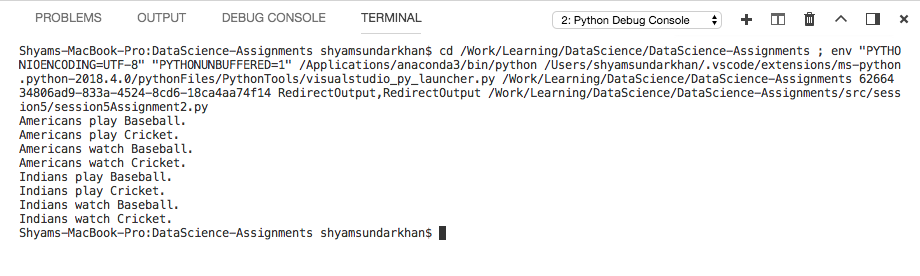 PROBLEMS OUTPUT DEBUG CONSOLE TERMINAL 2: Python Debug Console
Shyams-MacBook-Pro:DataScience-Assignments shyamsundarkhan$ cd /Work/Learning/DataScience/DataScience-Assignments ; env "PYTHO
NIOENCODING=UTF-8" "PYTHONUNBUFFERED=1" /Applications/anaconda3/bin/python /Users/shyamsundarkhan/.vscode/extensions/ms-python
.python-2018.4.0/pythonFiles/PythonTools/visualstudio_py_launcher.py /Work/Learning/DataScience/DataScience-Assignments 62664
34806ad9-833a-4524-8cd6-18ca4aa74f14 RedirectOutput,RedirectOutput /Work/Learning/DataScience/DataScience-Assignments/src/sess
ion5/session5Assignment2.py
Americans play Baseball.
Americans play Cricket.
Americans watch Baseball.
Americans watch Cricket.
Indians play Baseball.
Indians play Cricket.
Indians watch Baseball.
Indians watch Cricket.
Shyams-MacBook-Pro:DataScience-Assignments shyamsundarkhan$